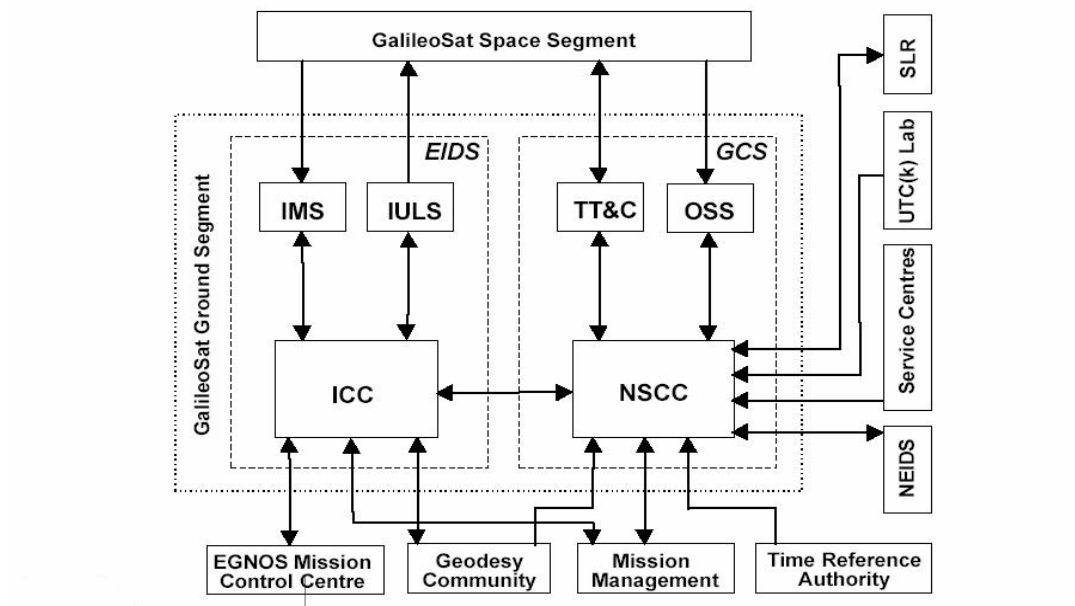 GalileoSat Space Segment
SLR
UTC(k) Lab
EIDS
GCS
GalileoSat Ground Segment
IMS
IULS
TT&C
OSS
Service Centres
ICC
NSCC
NEIDS
EGNOS Mission
Control Centre
Geodesy
Community
Mission
Management
Time Reference
Authority